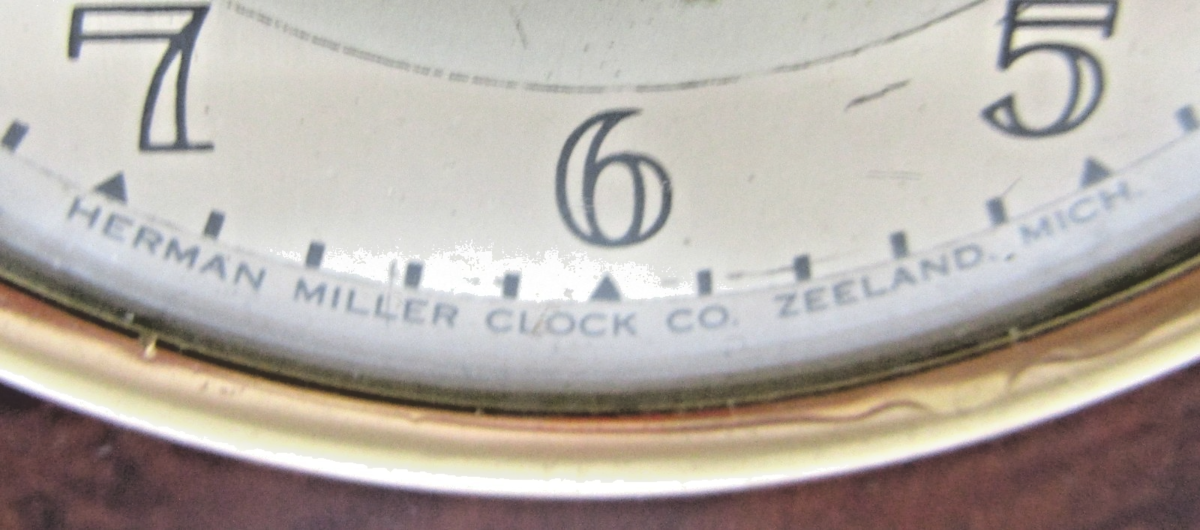 7 6 5
HERMAN MILLER CLOCK CO. ZEELAND. MICH.